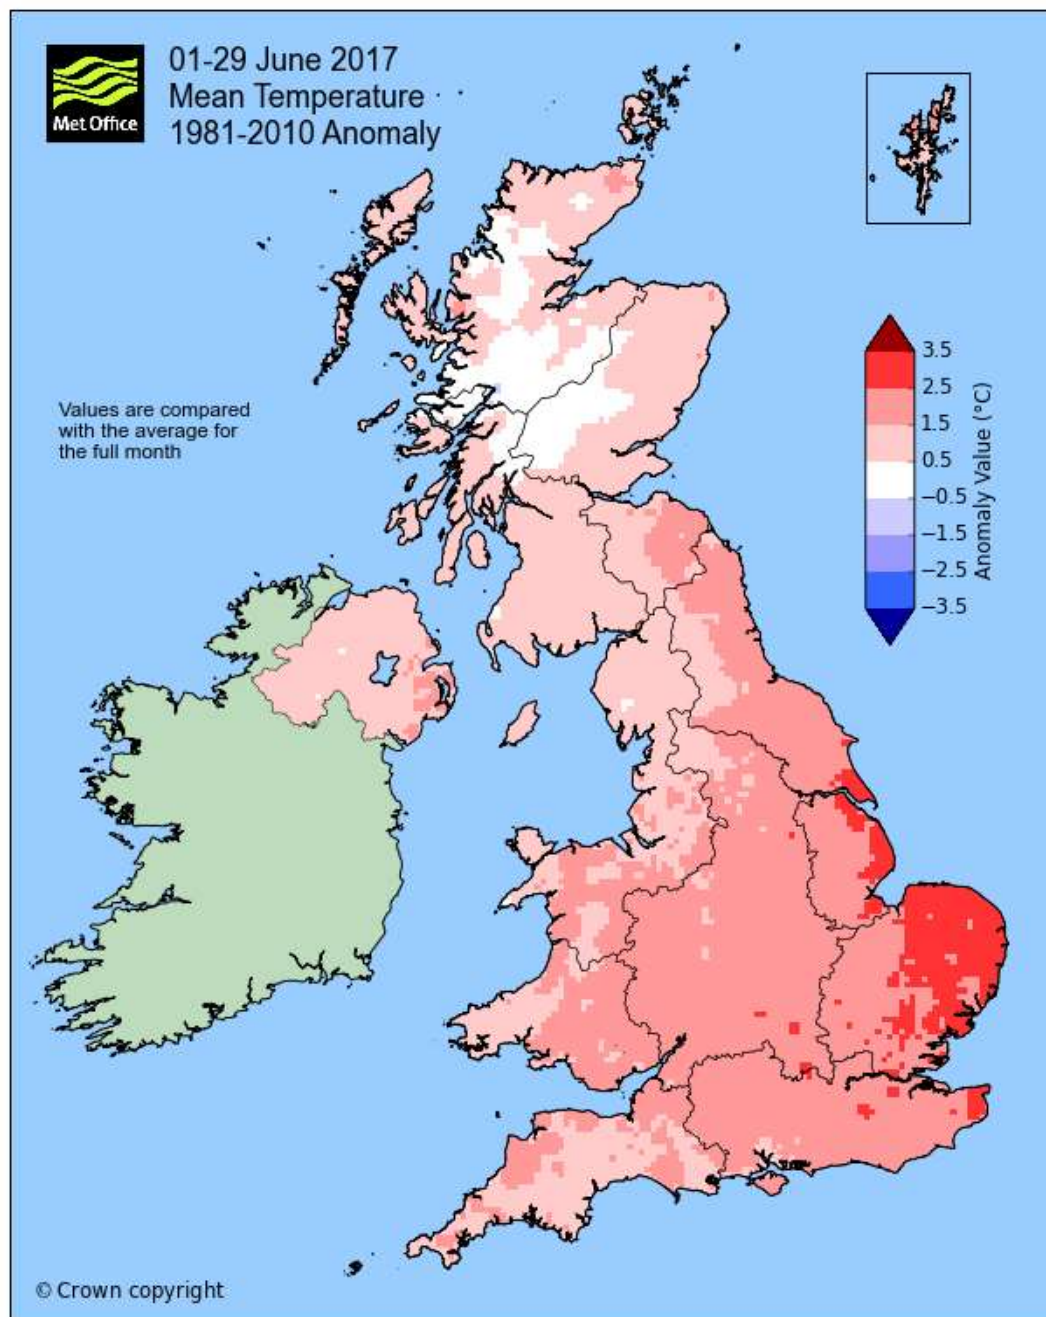 Met Office
01-29 June 2017
Mean Temperature
1981-2010 Anomaly
Values are compared
with the average for
the full month
3.5
2.5
1.5
0.5
−0.5
−1.5
−2.5
−3.5
Anomaly Value (°C)
© Crown copyright